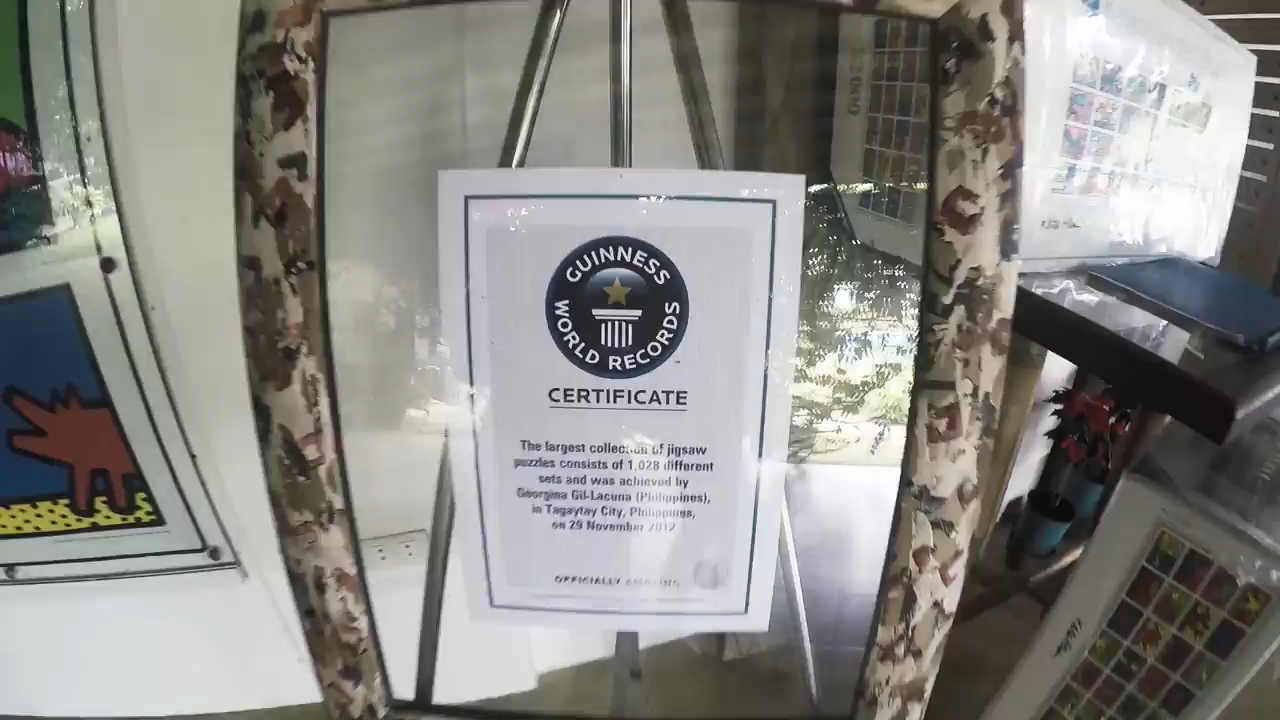 GUINNESS
WORLD RECORDS
™
CERTIFICATE
The largest collection of jigsaw
puzzles consists of 1,028 different
sets and was achieved by
Georgina Gil-Lacuna (Philippines),
in Tagaytay City, Philippines,
on 29 November 2012
OFFICIALLY AMAZING